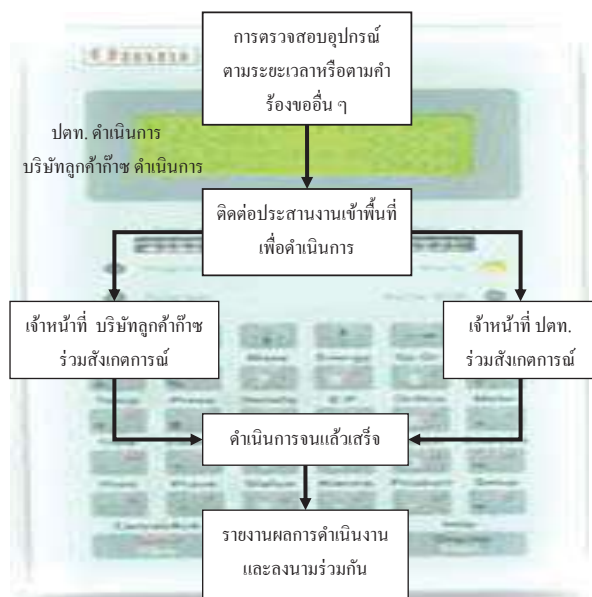 การตรวจสอบอุปกรณ์
ตามระยะเวลาหรือตามคำ
ร้องขออื่น ๆ
ปตท. ดำเนินการ
บริษัทลูกค้าก๊าซ ดำเนินการ
ติดต่อประสานงานเข้าพื้นที่
เพื่อดำเนินการ
เจ้าหน้าที่ บริษัทลูกค้าก๊าซ
ร่วมสังเกตการณ์
เจ้าหน้าที่ ปตท.
ร่วมสังเกตการณ์
ดำเนินการจนแล้วเสร็จ
รายงานผลการดำเนินงาน
และลงนามร่วมกัน